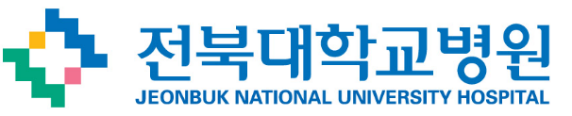 전북대학교병원
JEONBUK NATIONAL UNIVERSITY HOSPITAL